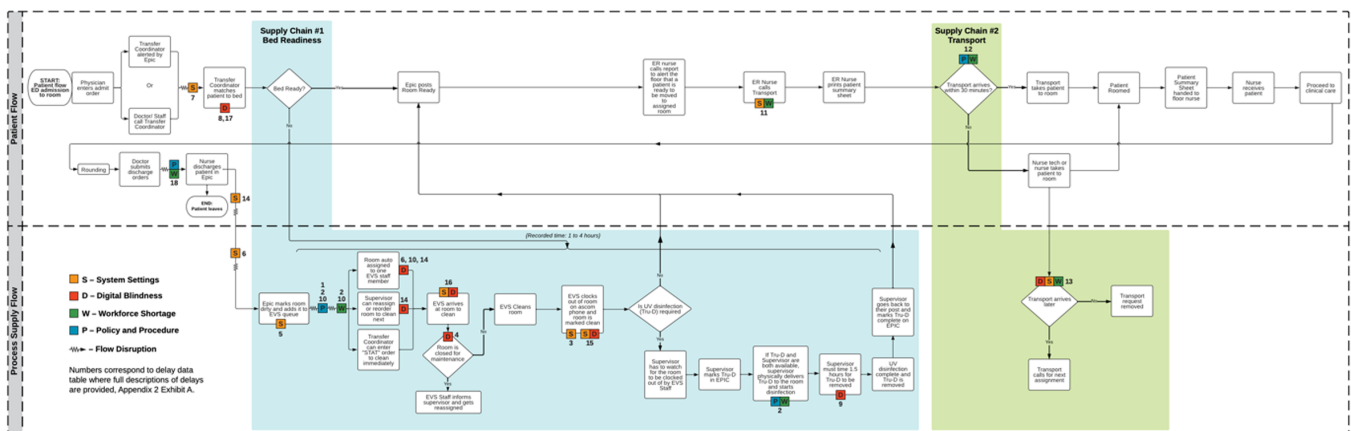 Patient Flow
Supply Chain #1
Bed Readiness
Supply Chain #2
Transport
START:
Patient flow
ED admission
to room
Physician
enters admit
order
Transfer
Coordinator
alerted by
Epic
Or
Doctor/ Staff
call Transfer
Coordinator
S
7
Transfer
Coordinator
matches
patient to bed
D
8,17
Bed Ready?
Yes
No
Epic posts
Room Ready
ER nurse
calls report
to alert the
floor that a
patient is
ready to
be moved
to
assigned
room
ER Nurse
calls
Transport
S W
11
ER Nurse
prints patient
summary
sheet
12
P W
Transport arrives
within 30 minutes?
Yes
No
Transport
takes patient
to room
Patient
Roomed
Patient
Summary
Sheet
handed to
floor nurse
Nurse
receives
patient
Proceed to
clinical care
Rounding
Doctor
submits
discharge
orders
P
W
18
Nurse
discharges
patient in
Epic
END:
Patient leaves
S 14
Nurse tech or
nurse takes
patient to
room
Process Supply Flow
S 6
(Recorded time: 1 to 4 hours)
S – System Settings
D – Digital Blindness
W – Workforce Shortage
P – Policy and Procedure
– Flow Disruption
Numbers correspond to delay data
table where full descriptions of delays
are provided, Appendix 2 Exhibit A.
Epic marks room
dirty and adds it to
EVS queue
S
5
1
2
10
P
2
10
W
Room auto
assigned
to one
EVS staff
member
6, 10, 14
D
Supervisor
can reassign
or reorder
room to clean
next
14
D
Transfer
Coordinator
can enter
"STAT" order
to clean
immediately
16
S D
EVS arrives
at room to
clean
D 4
Room is
closed for
maintenance
Yes
Yes
EVS Staff informs
supervisor and gets
reassigned
EVS Cleans
room
EVS clocks
out of room
on ascom
phone and
room is
marked clean
S
3
S D
15
Is UV disinfection
(Tru-D) required
No
Yes
Supervisor
has to watch
for the room
to be clocked
out of by EVS
Staff
Supervisor
marks Tru-D
in EPIC
If Tru-D and
Supervisor are
both available,
supervisor
physically delivers
Tru-D to the room
and starts
disinfection
P W
2
Supervisor
must time 1.5
hours for
Tru-D to be
removed
D
9
UV
disinfection
complete and
Tru-D is
removed
Supervisor
goes back to
their post and
marks Tru-D
complete on
EPIC
D S W 13
Transport arrives
later
No
Yes
Transport
request
removed
Transport
calls for next
assignment